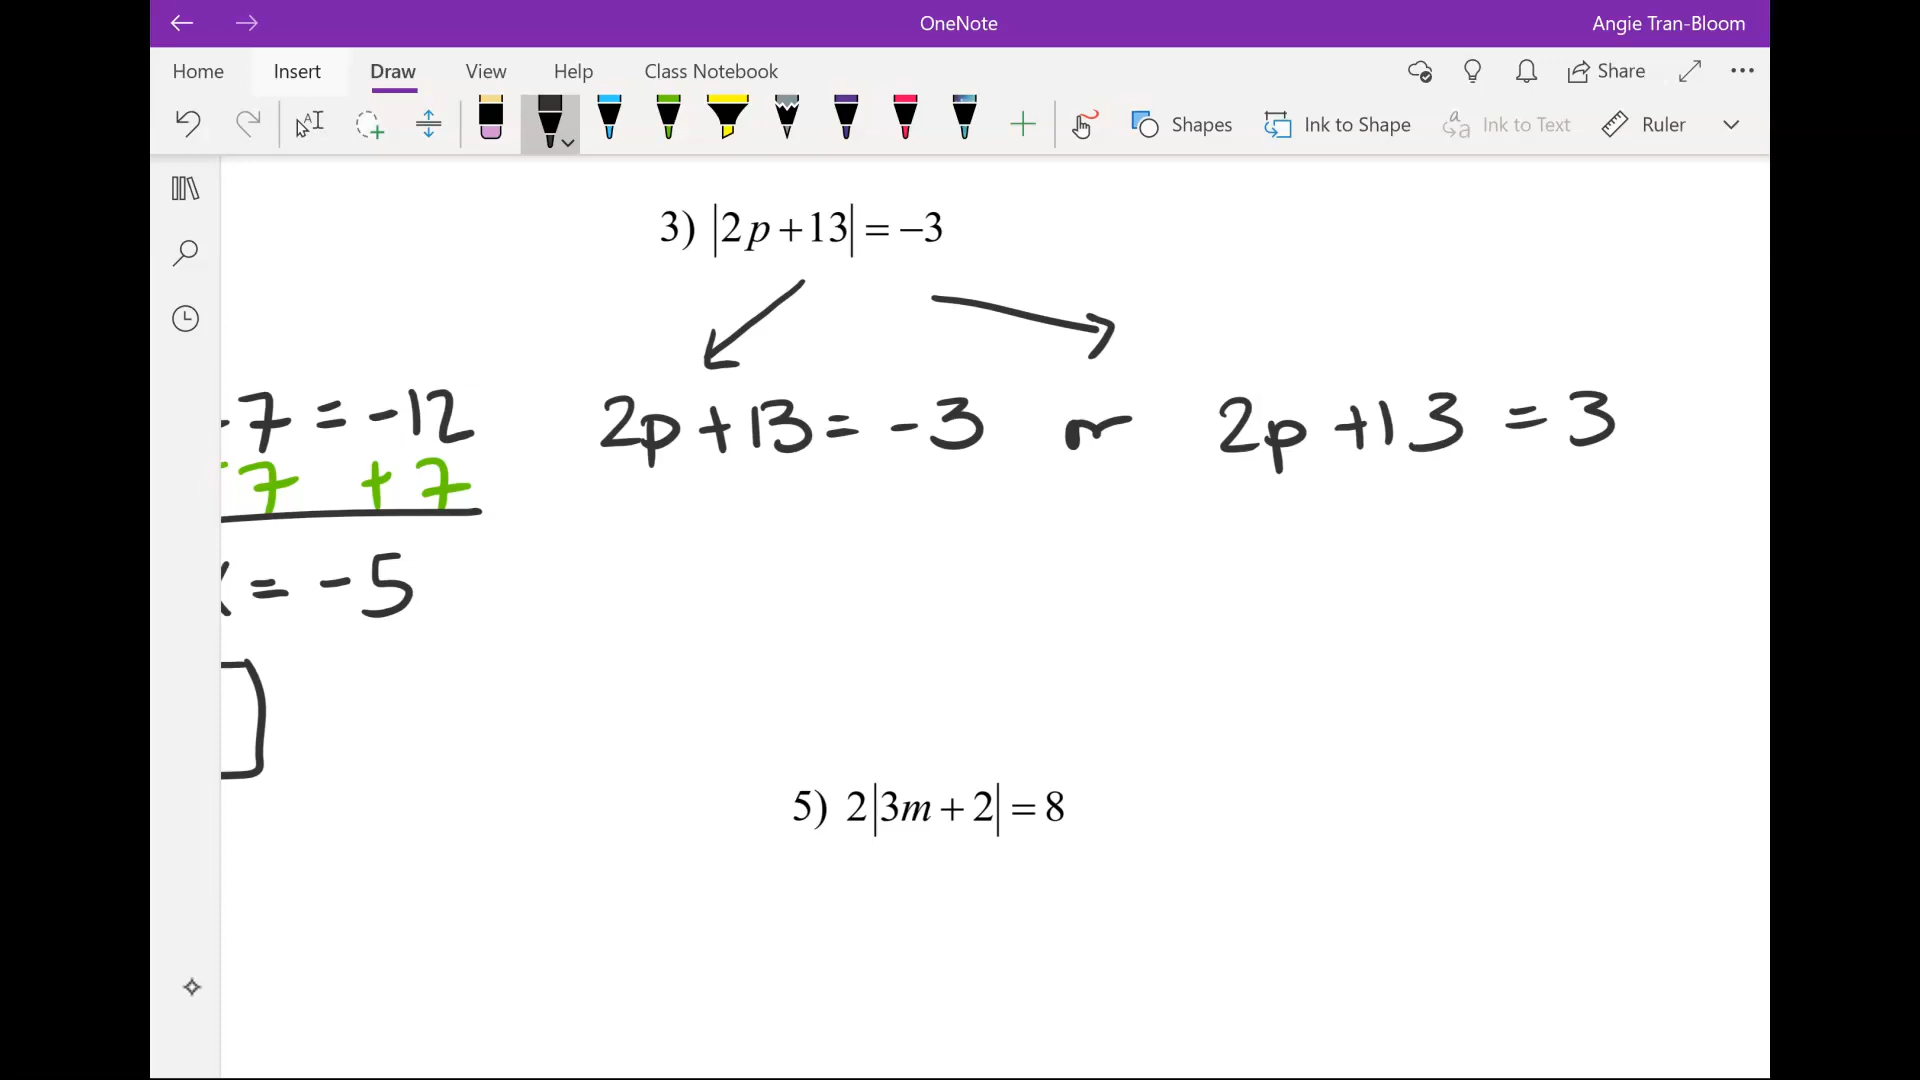 OneNote
Angie Tran-Bloom
Home Insert Draw View Help Class Notebook Share
Shapes Ink to Shape Ink to Text Ruler
3) |2p+13|=−3
-7 = -12
2p+13= -3 or 2p+13 = 3
7 +7
= -5
5) 2|3m+2|=8